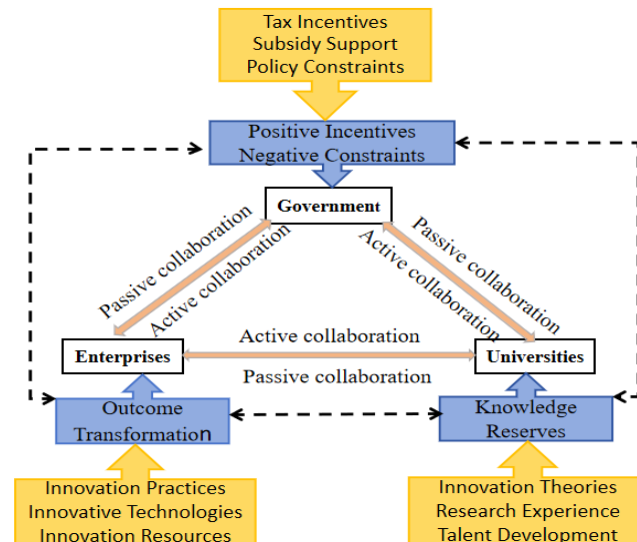 Tax Incentives
Subsidy Support
Policy Constraints
Positive Incentives
Negative Constraints
Government
Passive collaboration
Active collaboration
Active collaboration
Passive collaboration
Enterprises
Active collaboration
Passive collaboration
Universities
Outcome
Transformation
Knowledge
Reserves
Innovation Practices
Innovative Technologies
Innovation Resources
Innovation Theories
Research Experience
Talent Development